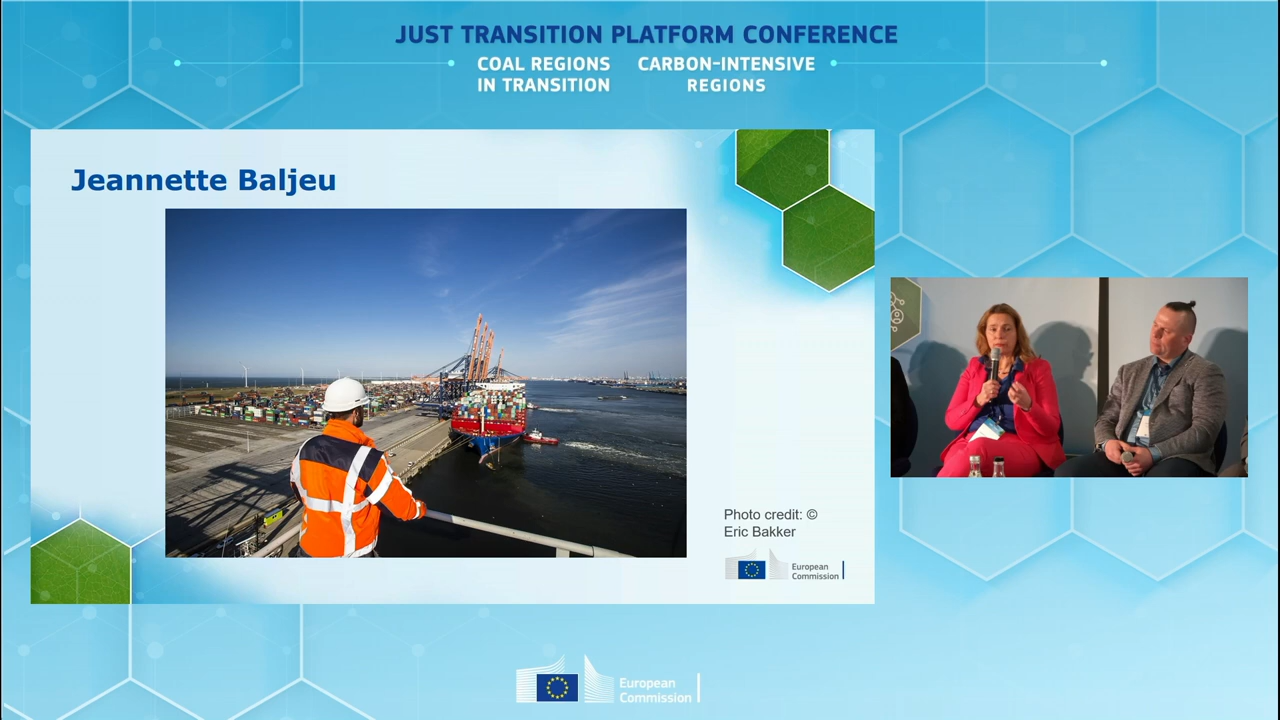 JUST TRANSITION PLATFORM CONFERENCE
COAL REGIONS
IN TRANSITION
CARBON-INTENSIVE
REGIONS
Jeannette Baljeu
Photo credit: ©
Eric Bakker
European
Commission
European
Commission